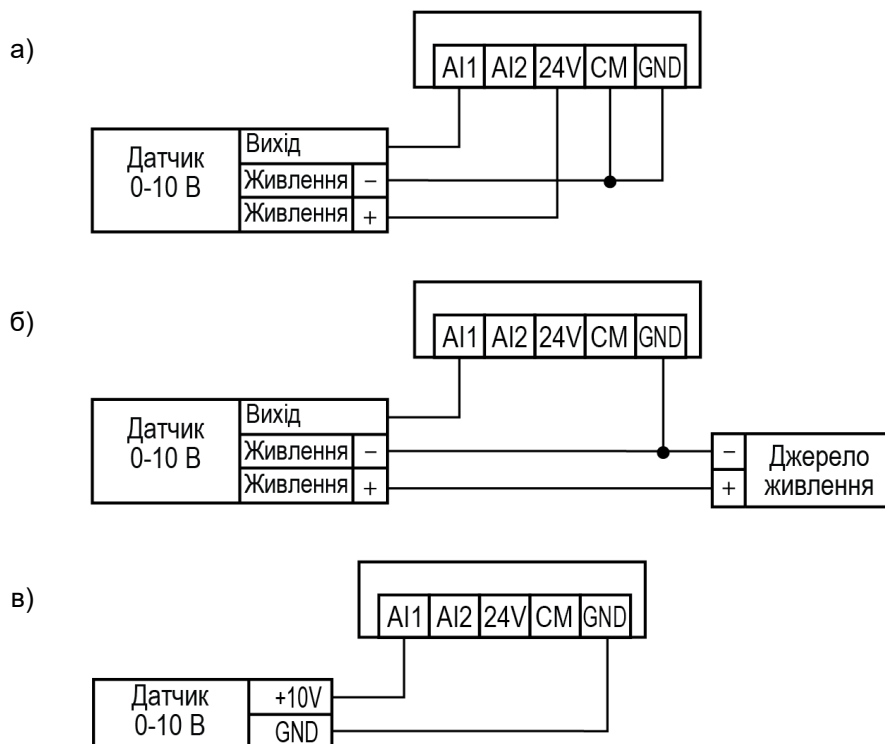 а)
AI1 AI2 24V CM GND
Датчик
0-10 В
Вихід
Живлення –
Живлення +
б)
AI1 AI2 24V CM GND
Датчик
0-10 В
Вихід
Живлення –
Живлення +
– Джерело
+ живлення
в)
AI1 AI2 24V CM GND
Датчик
0-10 В
+10V
GND